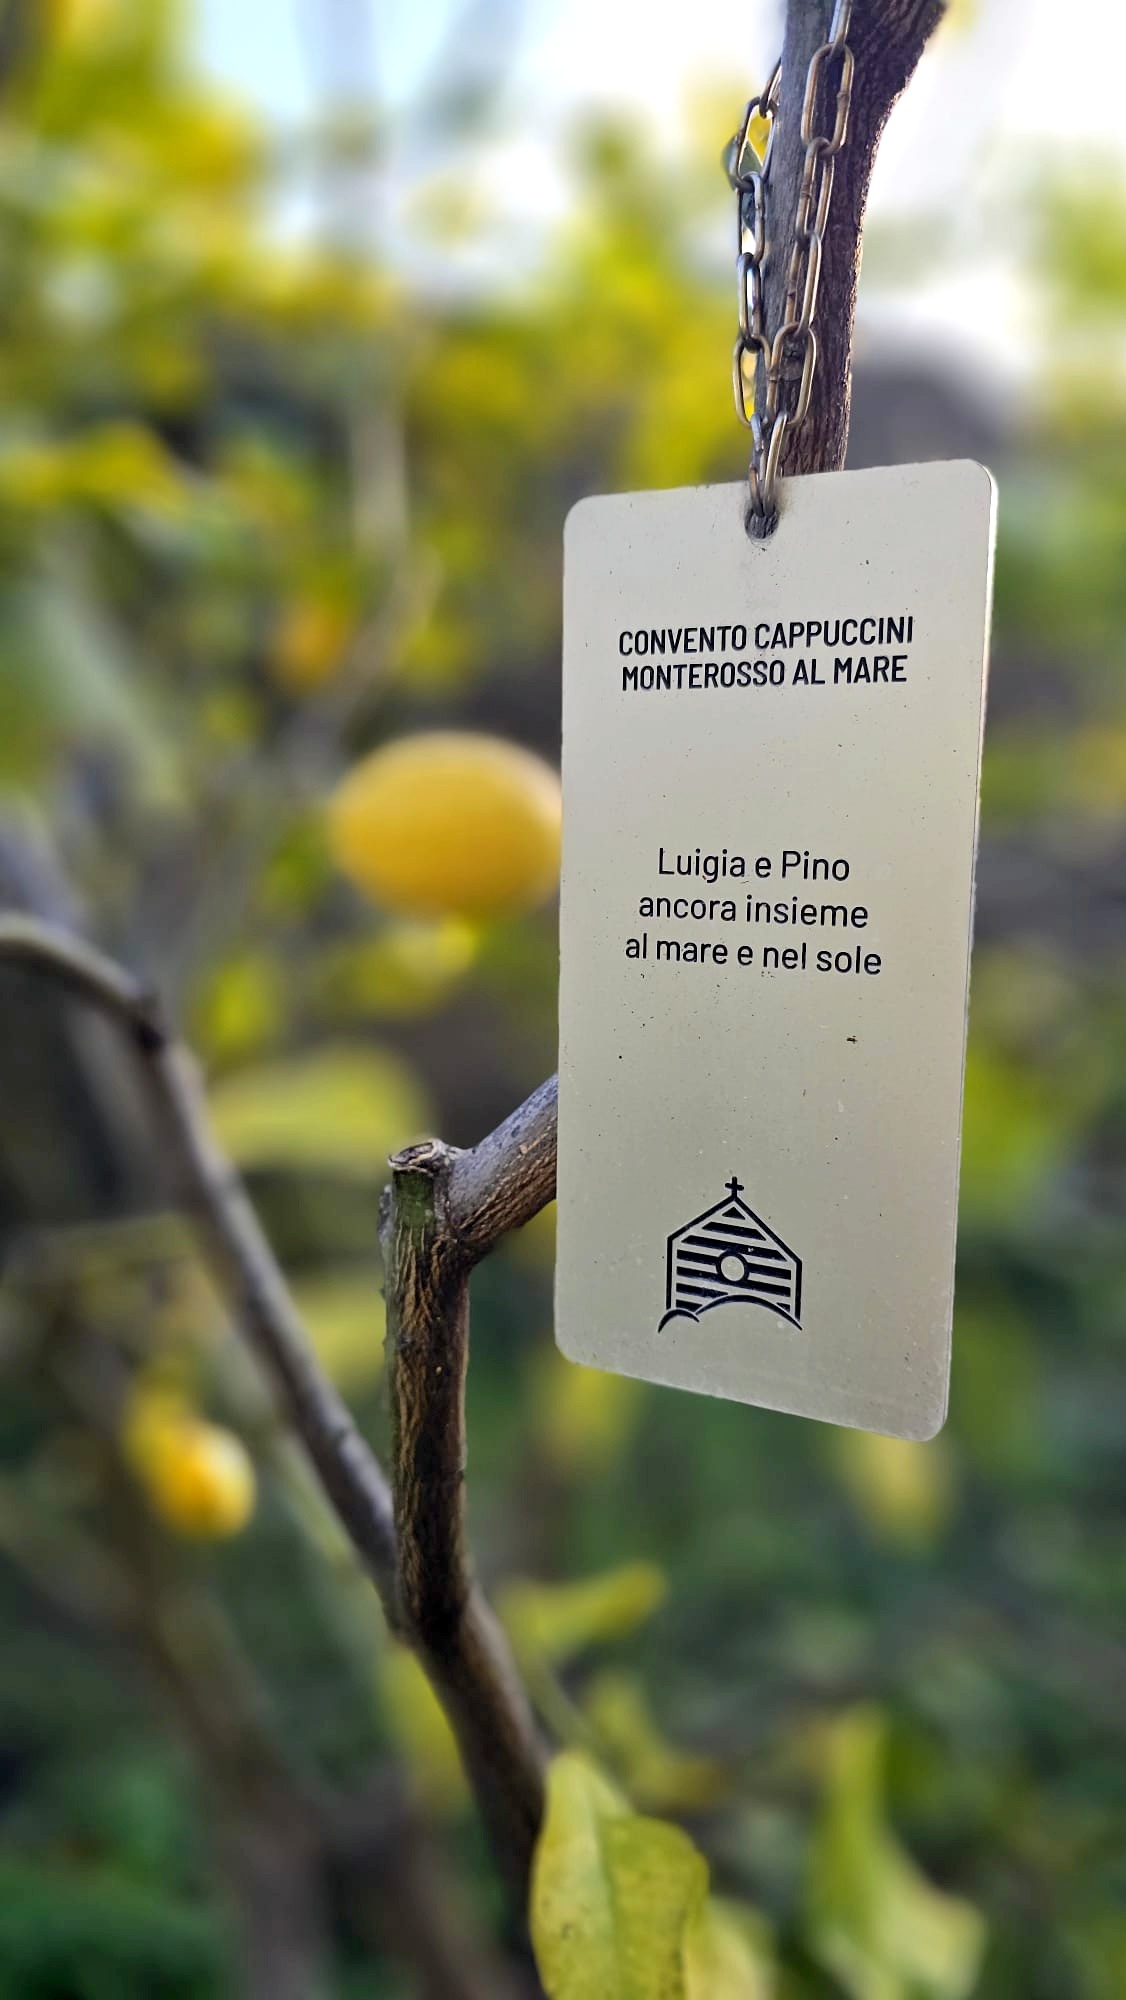 CONVENTO CAPPUCCINI
MONTEROSSO AL MARE
Luigia e Pino
ancora insieme
al mare e nel sole